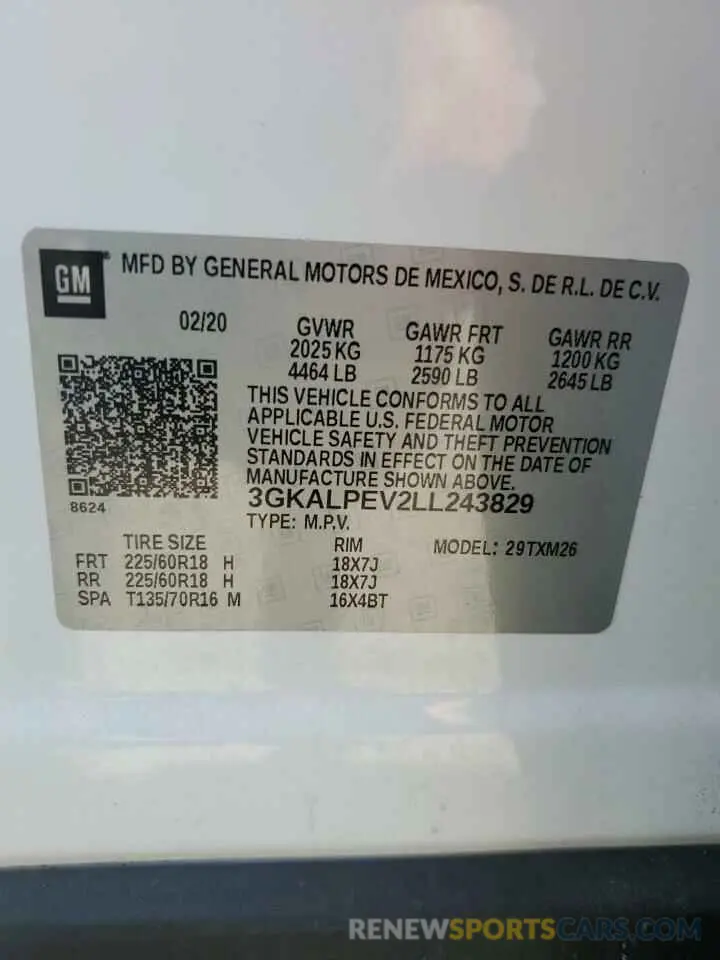 GM® MFD BY GENERAL MOTORS DE MEXICO, S. DE R.L. DE C.V.
02/20 GVWR GAWR FRT GAWR RR
2025 KG 1175 KG 1200 KG
4464 LB 2590 LB 2645 LB
THIS VEHICLE CONFORMS TO ALL
APPLICABLE U.S. FEDERAL MOTOR
VEHICLE SAFETY AND THEFT PREVENTION
STANDARDS IN EFFECT ON THE DATE OF
MANUFACTURE SHOWN ABOVE.
8624 3GKALPEV2LL243829
TYPE: M.P.V.
TIRE SIZE RIM MODEL: 29TXM26
FRT 225/60R18 H 18X7J
RR 225/60R18 H 18X7J
SPA T135/70R16 M 16X4BT
RENEWSPORTSCARS.COM